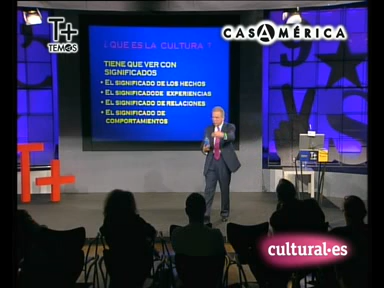 T+
TEMAS
CASAMÉRICA
¿ QUE ES LA CULTURA ?
TIENE QUE VER CON
SIGNIFICADOS
• EL SIGNIFICADO DE LOS HECHOS
• EL SIGNIFICADODE EXPERIENCIAS
• EL SIGNIFICADO DE RELACIONES
• EL SIGNIFICADO DE
COMPORTAMIENTOS
T+
cultural·es